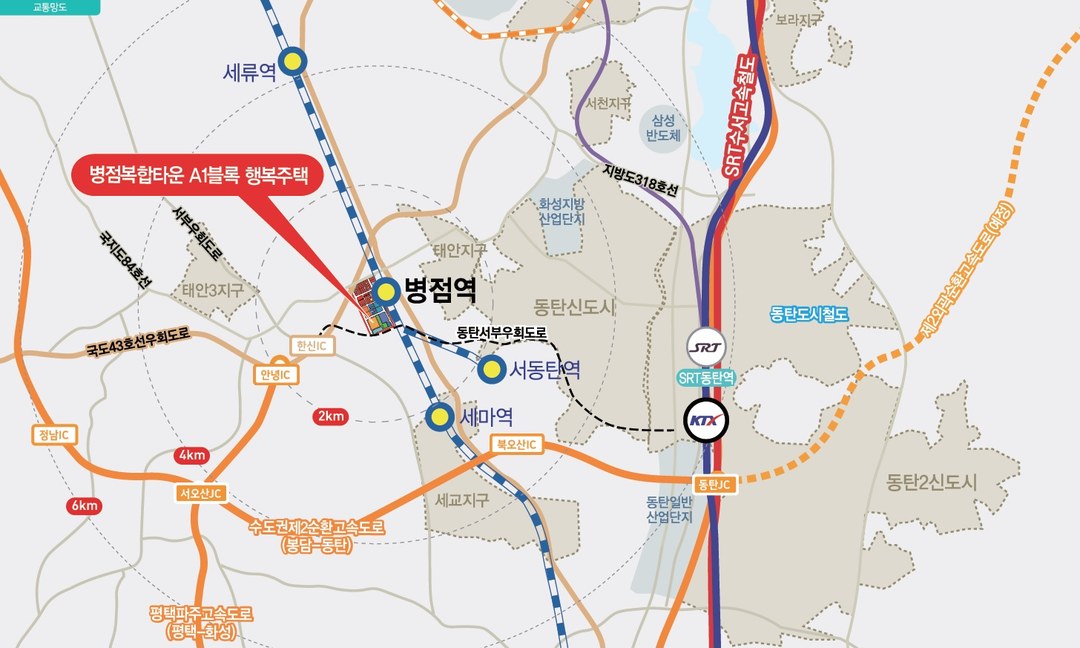 교통망도
보라지구
세류역
SRT수서고속철도
서천지구
삼성
반도체
병점복합타운 A1블록 행복주택
지방도318호선
화성지방
산업단지
서부우회도로
국지도84호선
태안지구
제2외곽순환고속도로(예정)
태안3지구
병점역
동탄신도시
동탄도시철도
국도43호선우회도로
동탄서부우회도로
한신IC
SRT
안녕IC
서동탄역
SRT동탄역
2km
세마역
KTX
정남IC
북오산IC
4km
동탄JC
동탄2신도시
서오산JC
6km
세교지구
동탄일반
산업단지
수도권제2순환고속도로
(봉담-동탄)
평택파주고속도로
(평택-화성)